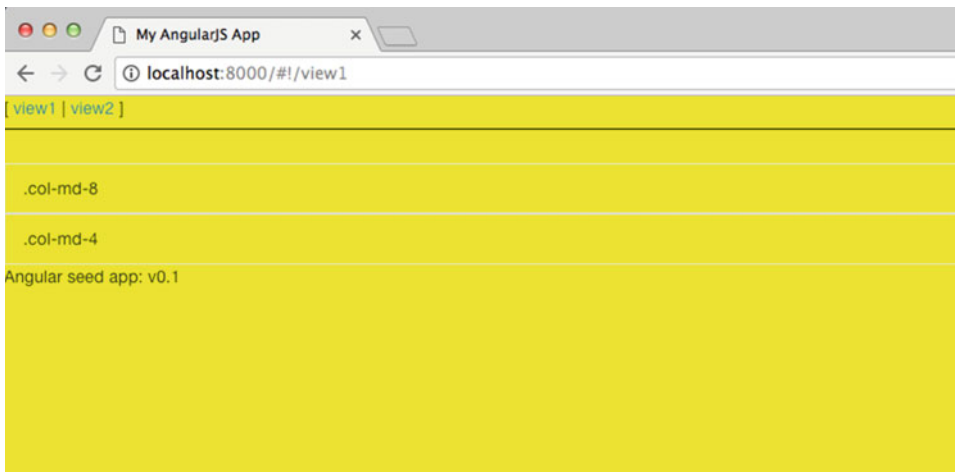 My AngularJS App
localhost:8000/#!/view1
[ view1 | view2 ]
.col-md-8
.col-md-4
Angular seed app: v0.1